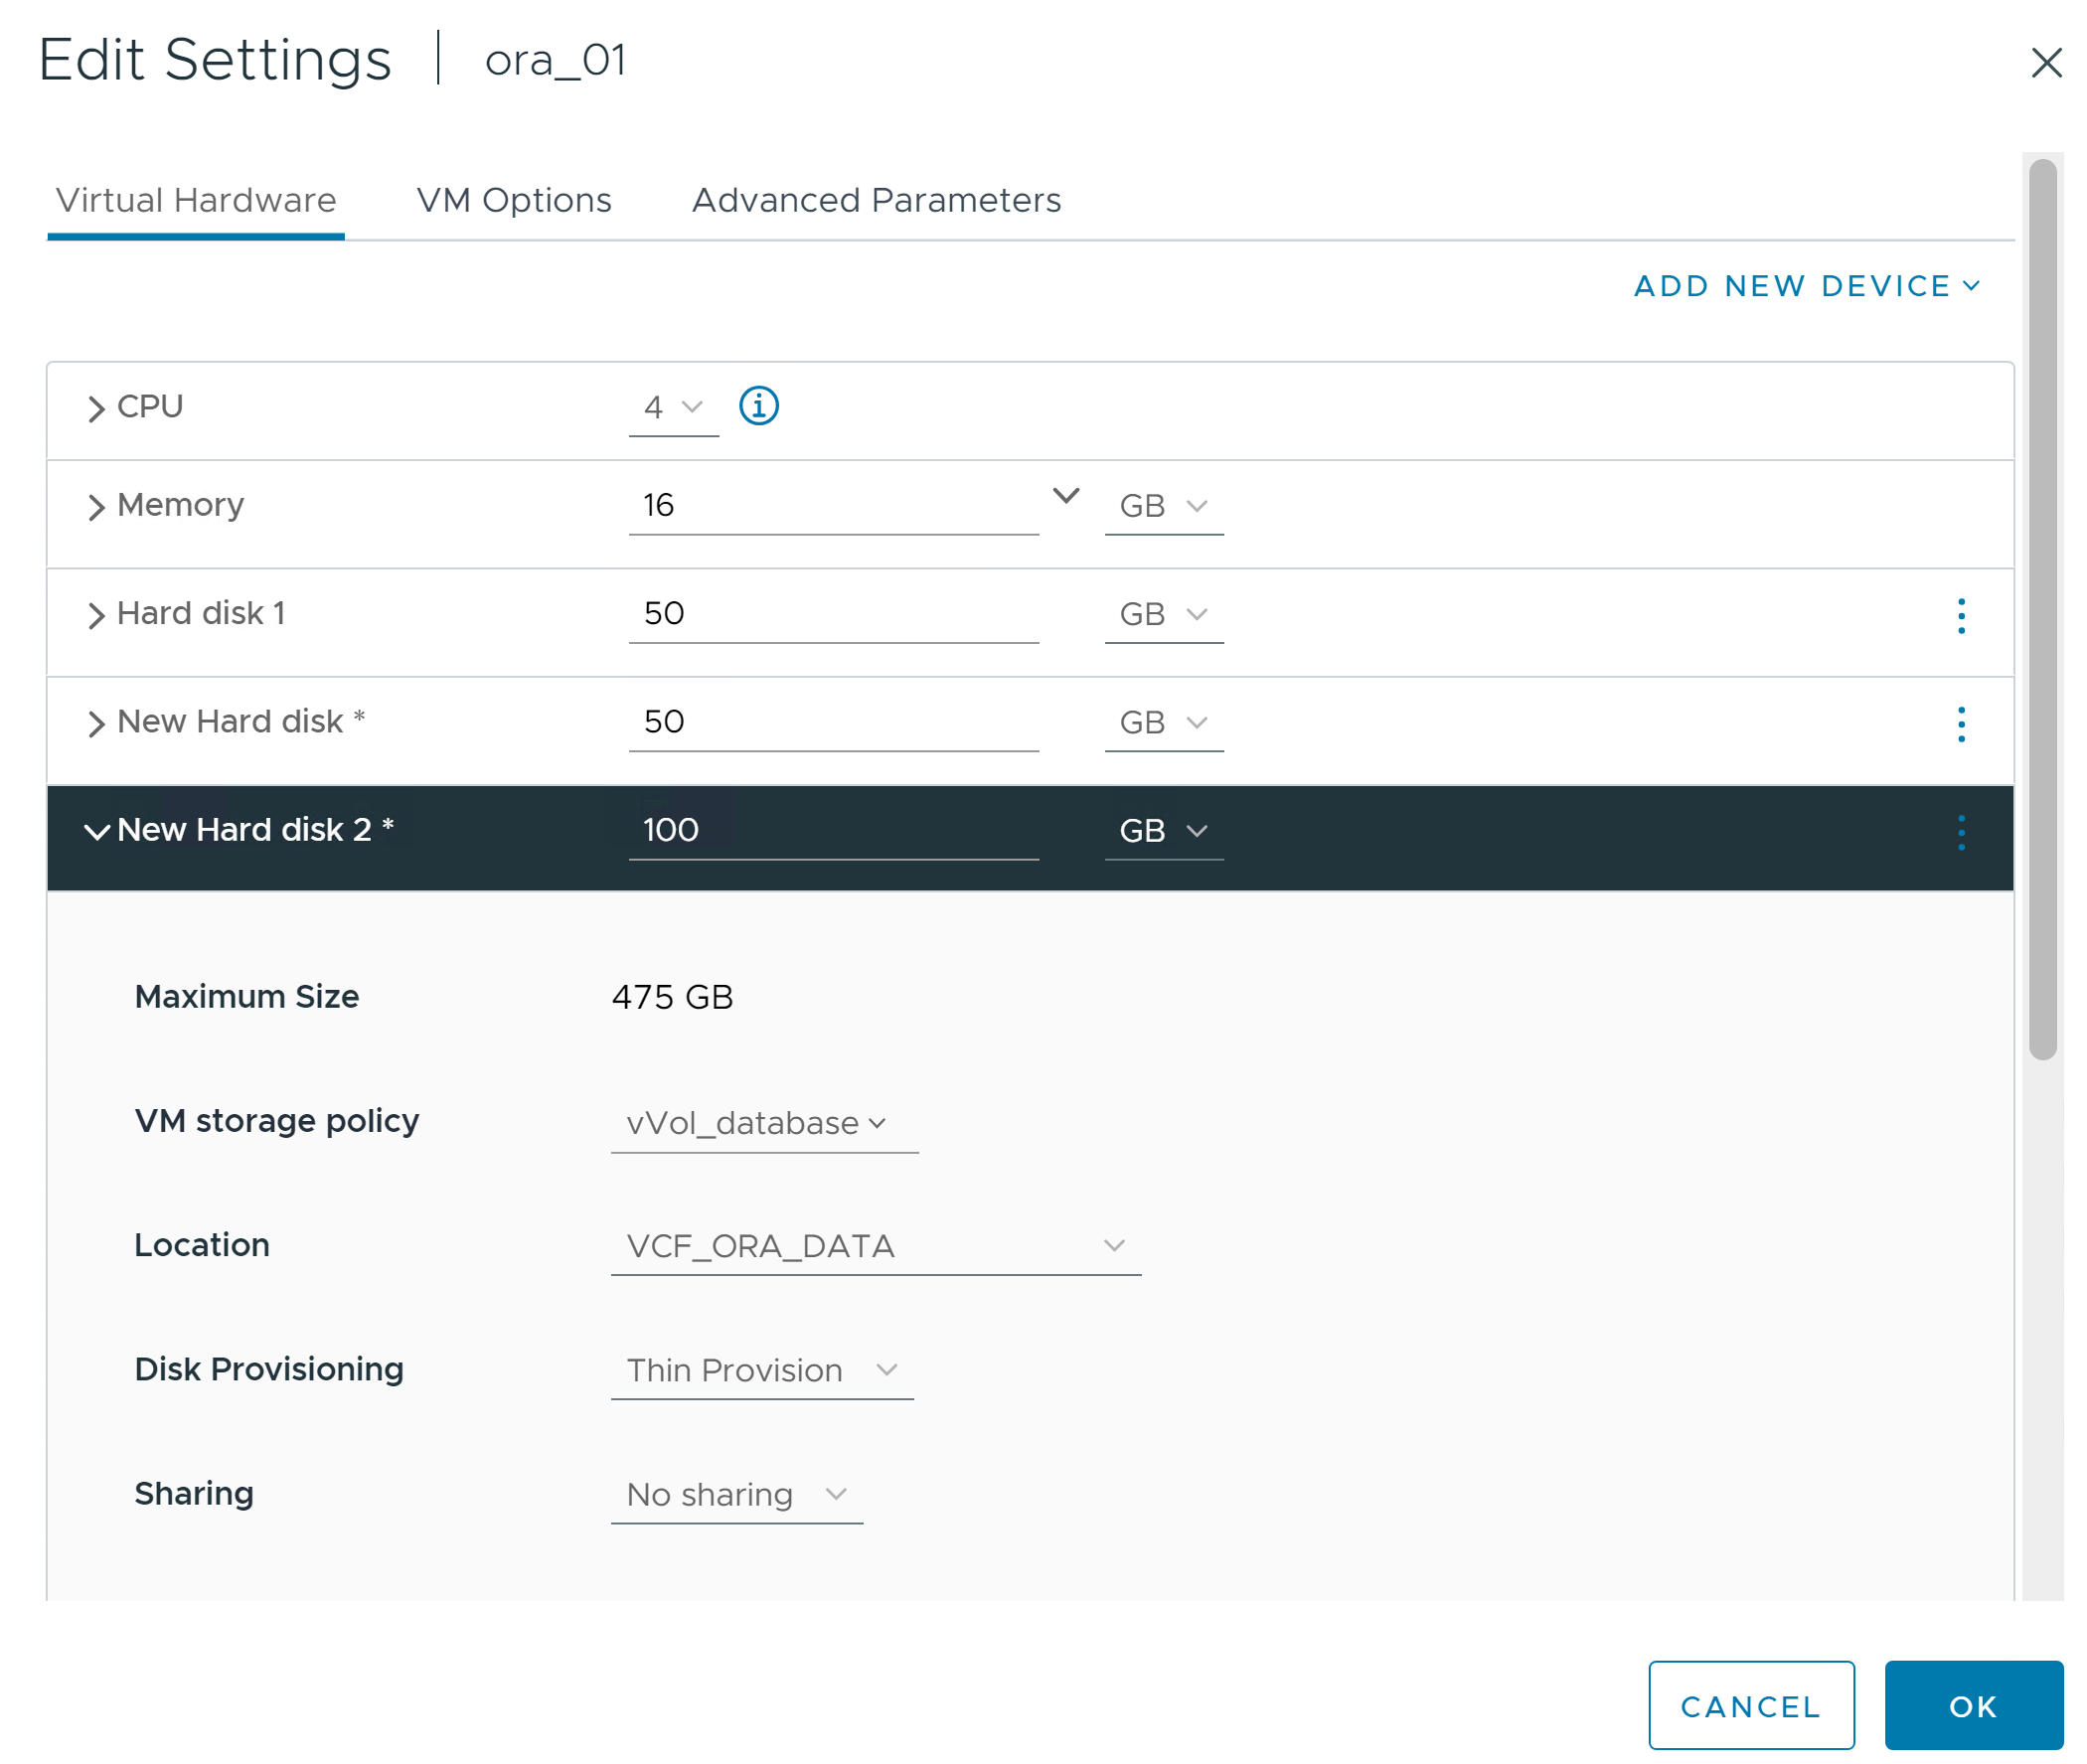 Edit Settings | ora_01
Virtual Hardware VM Options Advanced Parameters
ADD NEW DEVICE
CPU 4
Memory 16 GB
Hard disk 1 50 GB
New Hard disk * 50 GB
New Hard disk 2 * 100 GB
Maximum Size 475 GB
VM storage policy vVol_database
Location VCF_ORA_DATA
Disk Provisioning Thin Provision
Sharing No sharing
CANCEL OK